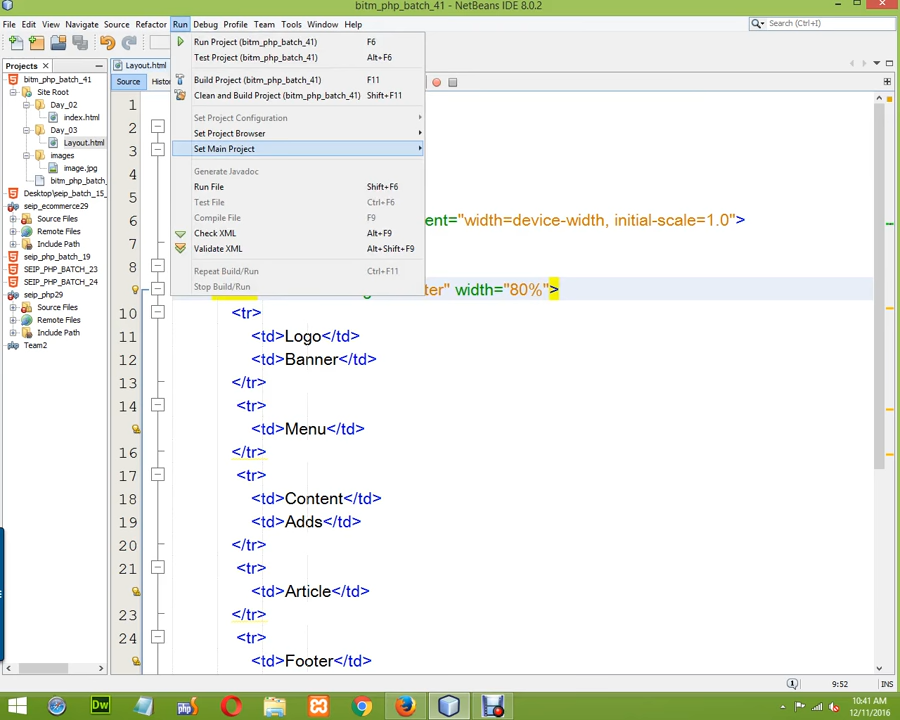 bitm_php_batch_41 - NetBeans IDE 8.0.2
File Edit View Navigate Source Refactor Run Debug Profile Team Tools Window Help
Search (Ctrl+I)
Projects
Layout.html
Source Histo
Run Project (bitm_php_batch_41) F6
Test Project (bitm_php_batch_41) Alt+F6
Build Project (bitm_php_batch_41) F11
Clean and Build Project (bitm_php_batch_41) Shift+F11
Set Project Configuration
Set Project Browser
Set Main Project
Generate Javadoc
Run File Shift+F6
Test File Ctrl+F6
Compile File F9
Check XML Alt+F9
Validate XML Alt+Shift+F9
Repeat Build/Run Ctrl+F11
Stop Build/Run
bitm_php_batch_41
Site Root
Day_02
index.html
Day_03
Layout.html
images
image.jpg
bitm_php_batch_
Desktop\seip_batch_15_
seip_ecommerce29
Source Files
Remote Files
Include Path
seip_php_batch_19
SEIP_PHP_BATCH_23
SEIP_PHP_BATCH_24
seip_php29
Source Files
Remote Files
Include Path
Team2
1
2
3
4
5
6 ent="width=device-width, initial-scale=1.0">
7
8
ter" width="80%">
10 <tr>
11 <td>Logo</td>
12 <td>Banner</td>
13 </tr>
14 <tr>
<td>Menu</td>
16 </tr>
17 <tr>
18 <td>Content</td>
19 <td>Adds</td>
20 </tr>
21 <tr>
<td>Article</td>
23 </tr>
24 <tr>
<td>Footer</td>
9:52 INS
Dw
php
10:41 AM
12/11/2016